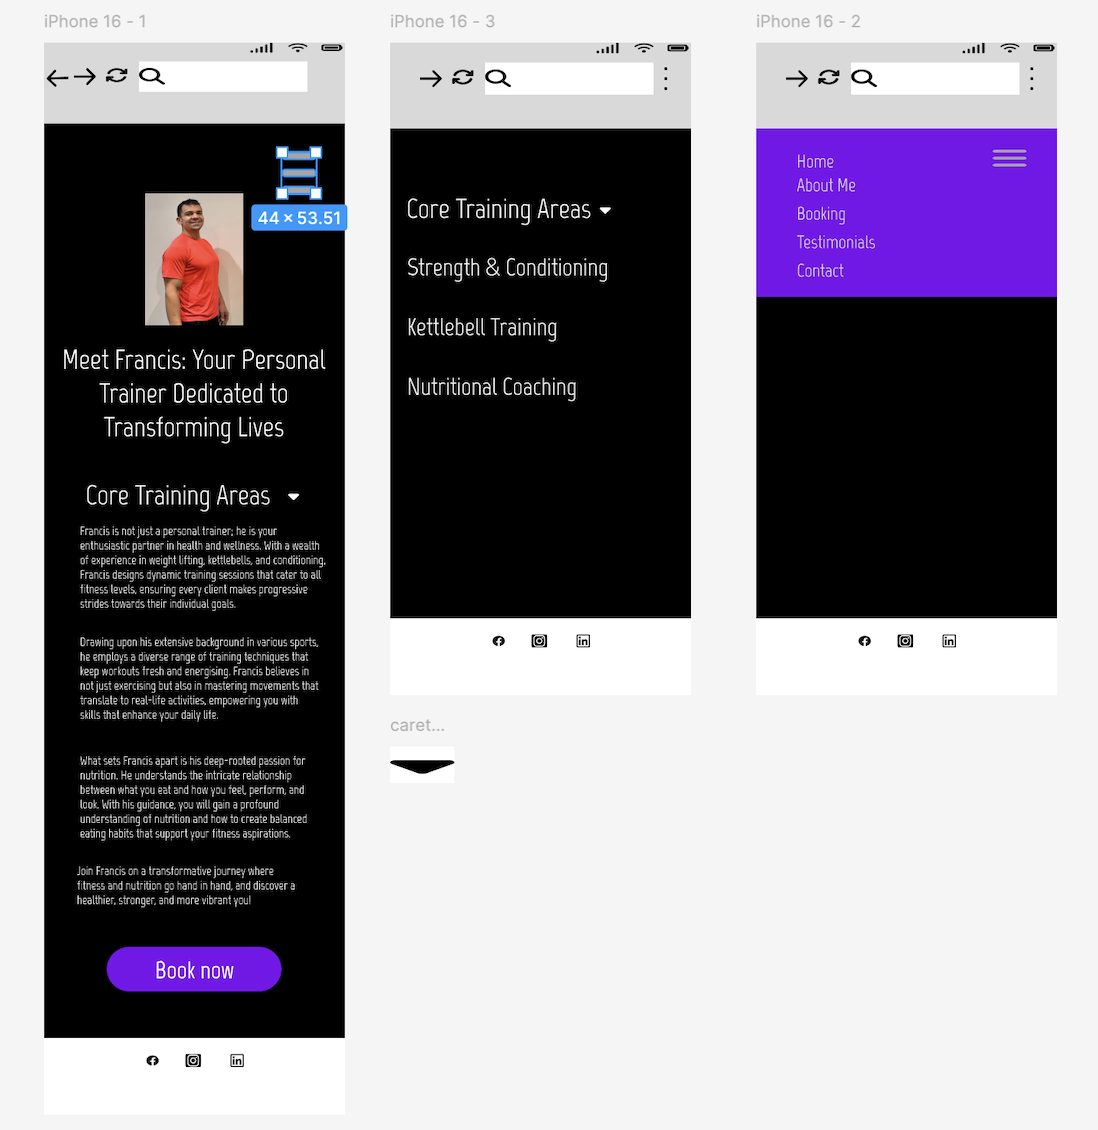 iPhone 16 - 1
44 × 53.51
Meet Francis: Your Personal
Trainer Dedicated to
Transforming Lives
Core Training Areas
Francis is not just a personal trainer; he is your
enthusiastic partner in health and wellness. With a wealth
of experience in weight lifting, kettlebells, and conditioning,
Francis designs dynamic training sessions that cater to all
fitness levels, ensuring every client makes progressive
strides towards their individual goals.
Drawing upon his extensive background in various sports,
he employs a diverse range of training techniques that
keep workouts fresh and energising. Francis believes in
not just exercising but also in mastering movements that
translate to real-life activities, empowering you with
skills that enhance your daily life.
What sets Francis apart is his deep-rooted passion for
nutrition. He understands the intricate relationship
between what you eat and how you feel, perform, and
look. With his guidance, you will gain a profound
understanding of nutrition and how to create balanced
eating habits that support your fitness aspirations.
Join Francis on a transformative journey where
fitness and nutrition go hand in hand, and discover a
healthier, stronger, and more vibrant you!
Book now
iPhone 16 - 3
Core Training Areas
Strength & Conditioning
Kettlebell Training
Nutritional Coaching
caret...
iPhone 16 - 2
Home
About Me
Booking
Testimonials
Contact